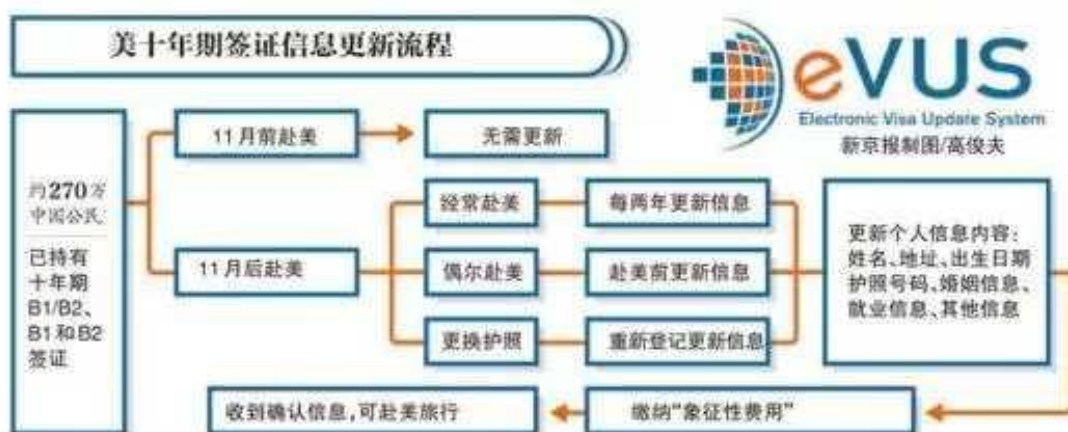 美十年期签证信息更新流程
eVUS
Electronic Visa Update System
新京报制图/高俊夫
约270万
中国公民
已持有
十年期
B1/B2、
B1和B2
签证
11月前赴美
无需更新
11月后赴美
经常赴美
每两年更新信息
偶尔赴美
赴美前更新信息
更换护照
重新登记更新信息
更新个人信息内容：
姓名、地址、出生日期
护照号码、婚姻信息、
就业信息、其他信息
缴纳“象征性费用”
收到确认信息，可赴美旅行